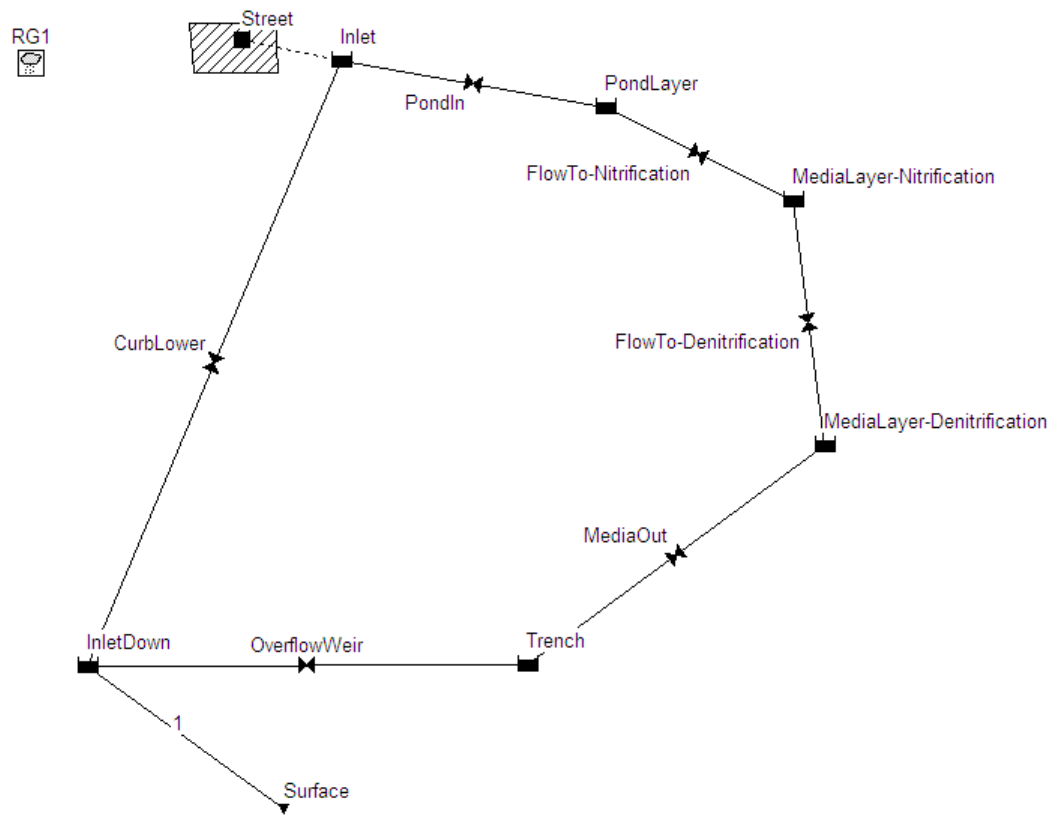 Street
RG1
Inlet
PondIn
PondLayer
FlowTo-Nitrification
MediaLayer-Nitrification
CurbLower
FlowTo-Denitrification
MediaLayer-Denitrification
MediaOut
InletDown
OverflowWeir
Trench
1
Surface